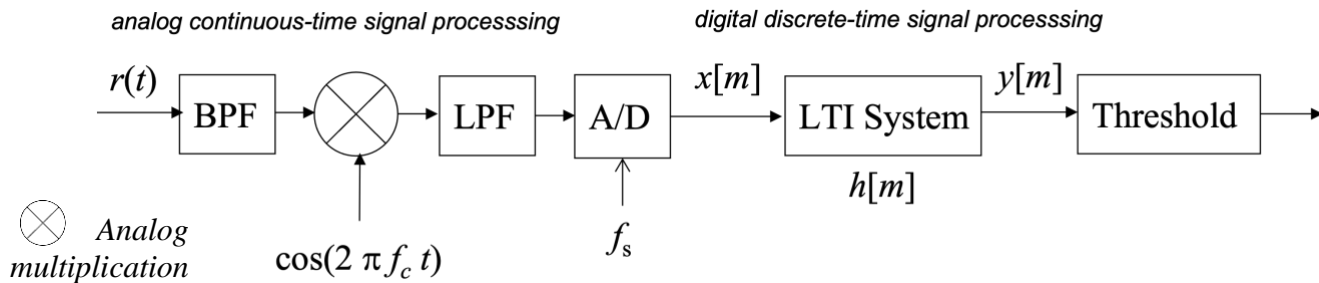 analog continuous-time signal processsing
digital discrete-time signal processsing
r(t)
BPF
LPF
A/D
x[m]
LTI System
y[m]
Threshold
h[m]
Analog
multiplication
cos(2 π f_c t)
f_s